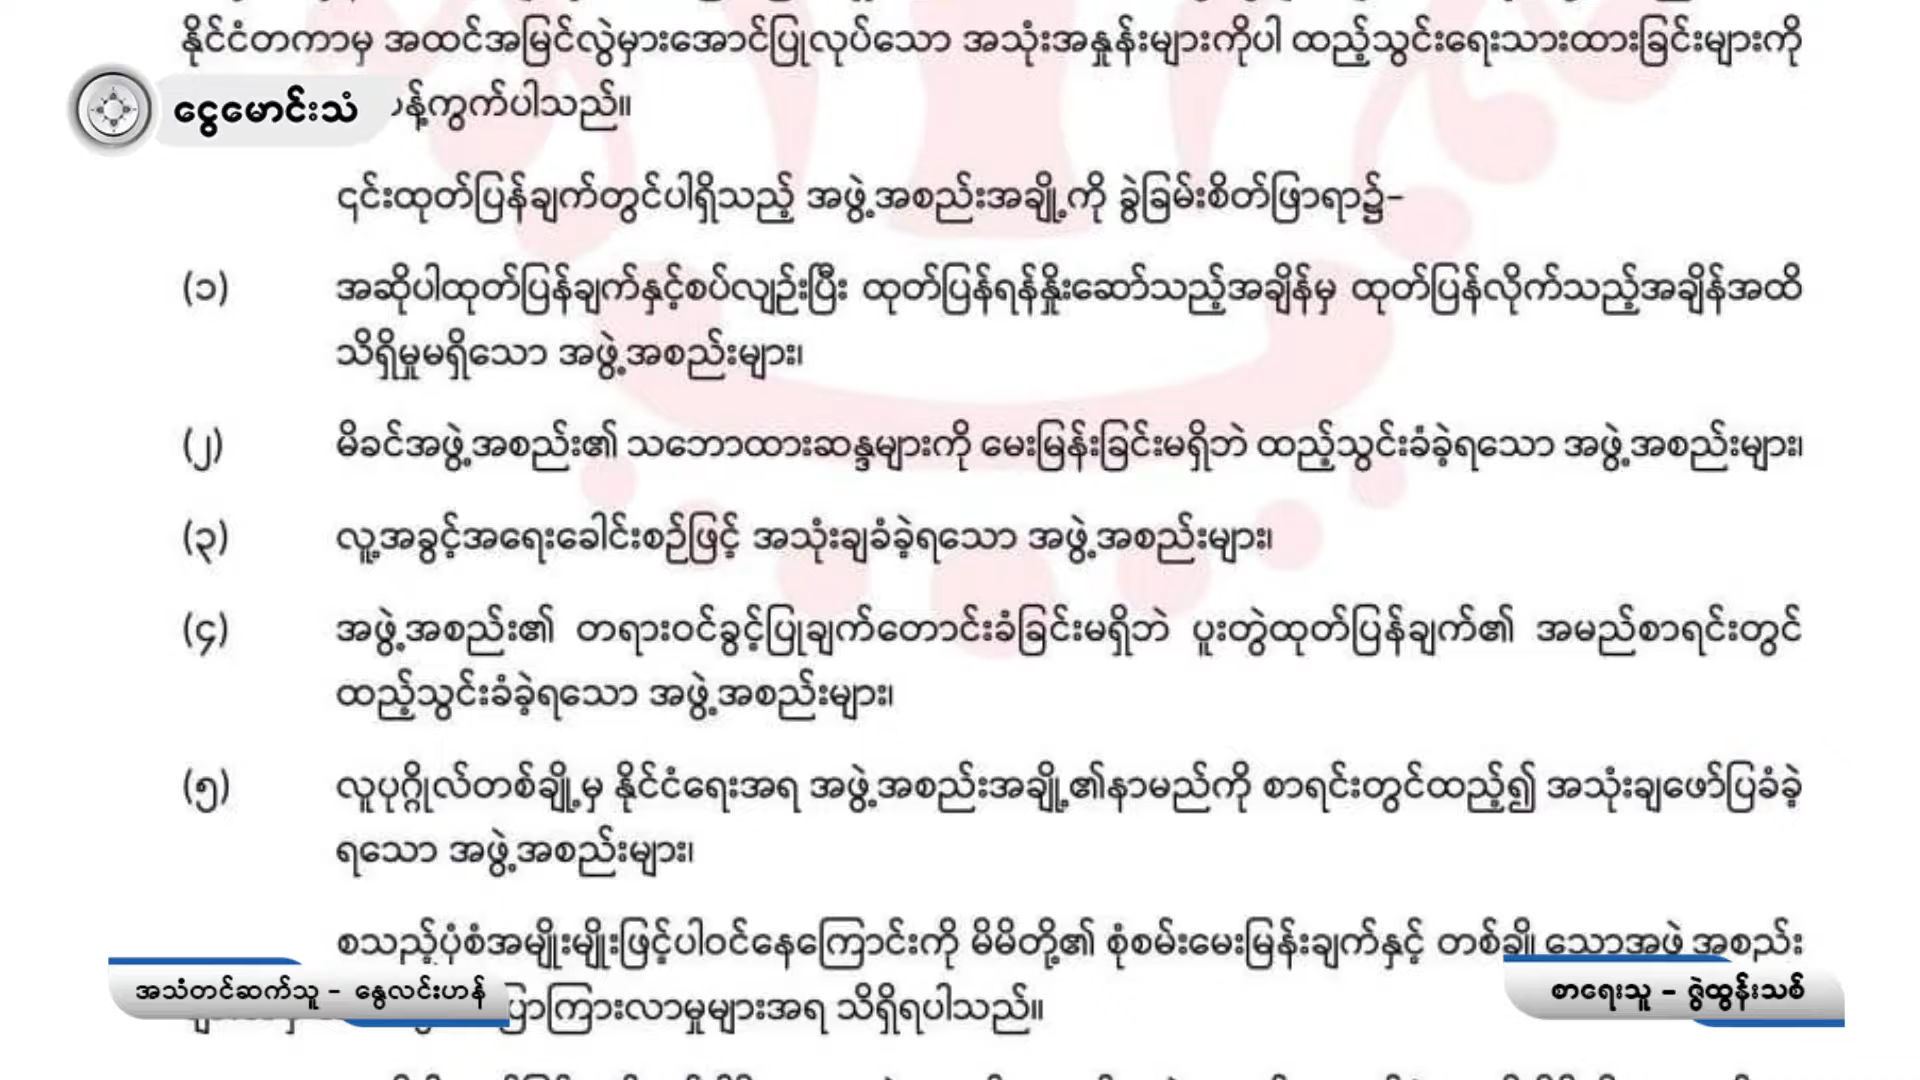 နိုင်ငံတကာမှ အထင်အမြင်လွဲမှားအောင်ပြုလုပ်သော အသုံးအနှုန်းများကိုပါ ထည့်သွင်းရေးသားထားခြင်းများကို
ငွေမောင်းသံ
န့်ကွက်ပါသည်။
၎င်းထုတ်ပြန်ချက်တွင်ပါရှိသည့် အဖွဲ့အစည်းအချို့ကို ခွဲခြမ်းစိတ်ဖြာရာ၌-
(၁) အဆိုပါထုတ်ပြန်ချက်နှင့်စပ်လျဉ်းပြီး ထုတ်ပြန်ရန်နှိုးဆော်သည့်အချိန်မှ ထုတ်ပြန်လိုက်သည့်အချိန်အထိ
သိရှိမှုမရှိသော အဖွဲ့အစည်းများ၊
(၂) မိခင်အဖွဲ့အစည်း၏ သဘောထားဆန္ဒများကို မေးမြန်းခြင်းမရှိဘဲ ထည့်သွင်းခံခဲ့ရသော အဖွဲ့အစည်းများ၊
(၃) လူ့အခွင့်အရေးခေါင်းစဉ်ဖြင့် အသုံးချခံခဲ့ရသော အဖွဲ့အစည်းများ၊
(၄) အဖွဲ့အစည်း၏ တရားဝင်ခွင့်ပြုချက်တောင်းခံခြင်းမရှိဘဲ ပူးတွဲထုတ်ပြန်ချက်၏ အမည်စာရင်းတွင်
ထည့်သွင်းခံခဲ့ရသော အဖွဲ့အစည်းများ၊
(၅) လူပုဂ္ဂိုလ်တစ်ချို့မှ နိုင်ငံရေးအရ အဖွဲ့အစည်းအချို့၏နာမည်ကို စာရင်းတွင်ထည့်၍ အသုံးချဖော်ပြခံခဲ့
ရသော အဖွဲ့အစည်းများ၊
စသည့်ပုံစံအမျိုးမျိုးဖြင့်ပါဝင်နေကြောင်းကို မိမိတို့၏ စုံစမ်းမေးမြန်းချက်နှင့် တစ်ချို့သောအဖွဲ့အစည်း
ပြောကြားလာမှုများအရ သိရှိရပါသည်။
အသံတင်ဆက်သူ - နွေလင်းဟန်
စာရေးသူ - ဇွဲထွန်းသစ်